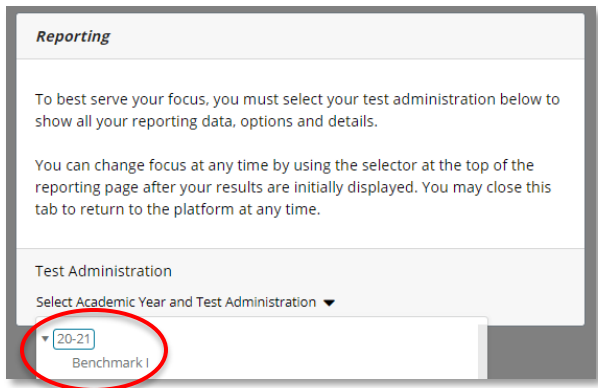 Reporting
To best serve your focus, you must select your test administration below to
show all your reporting data, options and details.
You can change focus at any time by using the selector at the top of the
reporting page after your results are initially displayed. You may close this
tab to return to the platform at any time.
Test Administration
Select Academic Year and Test Administration
20-21
Benchmark I